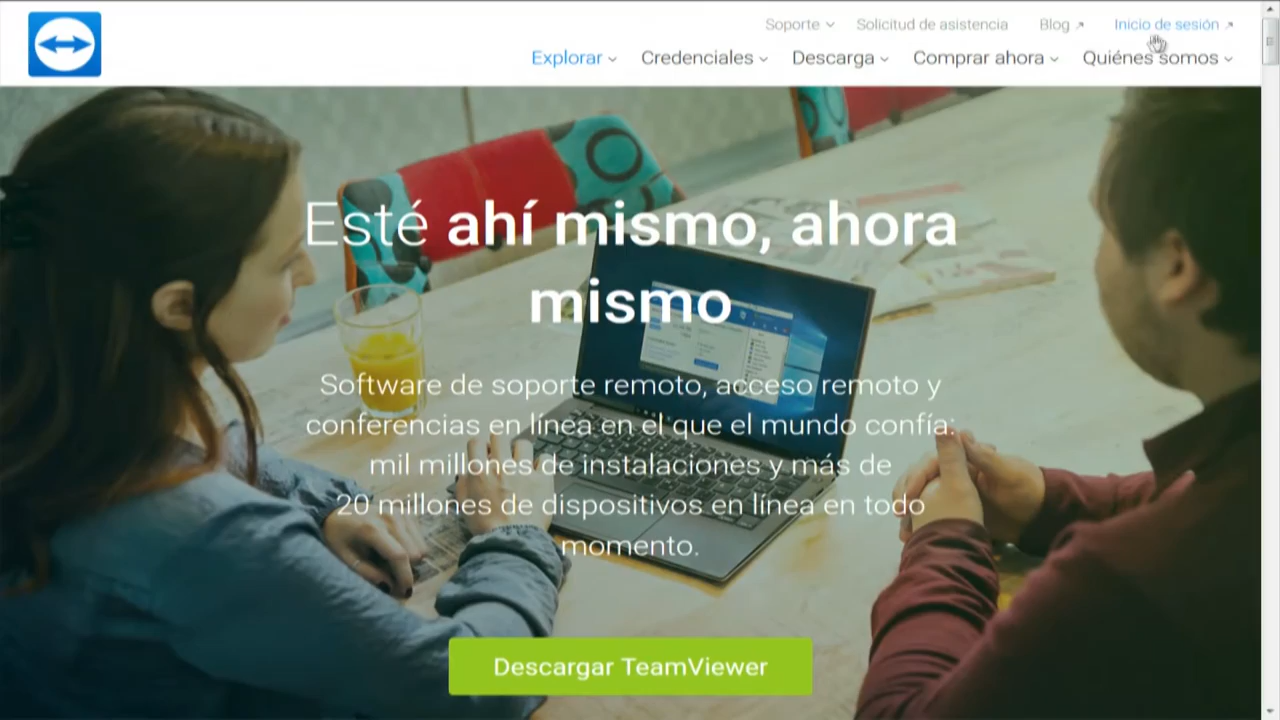 Soporte
Solicitud de asistencia
Blog
Inicio de sesión
Explorar
Credenciales
Descarga
Comprar ahora
Quiénes somos
Esté ahí mismo, ahora
mismo
Software de soporte remoto, acceso remoto y
conferencias en línea en el que el mundo confía:
mil millones de instalaciones y más de
20 millones de dispositivos en línea en todo
momento.
Descargar TeamViewer